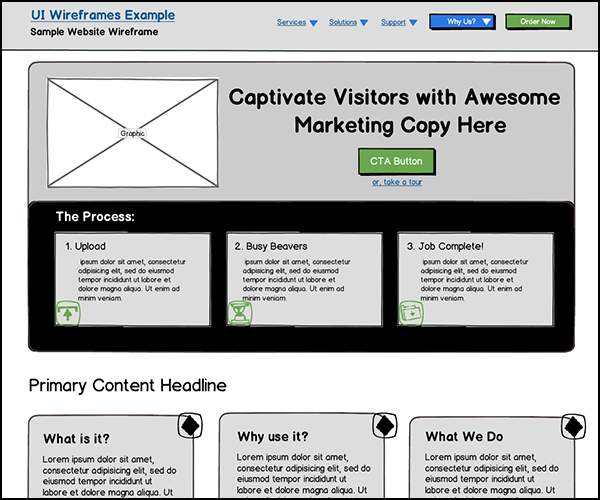 UI Wireframes Example
Sample Website Wireframe
Services
Solutions
Support
Why Us?
Order Now
Graphic
Captivate Visitors with Awesome
Marketing Copy Here
CTA Button
or, take a tour
The Process:
1. Upload
ipsum dolor sit amet, consectetur
adipisicing elit, sed do eiusmod
tempor incididunt ut labore et
dolore magna aliqua. Ut enim ad
minim veniam.
2. Busy Beavers
ipsum dolor sit amet, consectetur
adipisicing elit, sed do eiusmod
tempor incididunt ut labore et
dolore magna aliqua. Ut enim ad
minim veniam.
3. Job Complete!
ipsum dolor sit amet, consectetur
adipisicing elit, sed do eiusmod
tempor incididunt ut labore et
dolore magna aliqua. Ut enim ad
minim veniam.
Primary Content Headline
What is it?
Lorem ipsum dolor sit amet,
consectetur adipisicing elit, sed do
eiusmod tempor incididunt ut labore
et dolore magna aliqua. Ut enim ad
Why use it?
Lorem ipsum dolor sit amet,
consectetur adipisicing elit, sed do
eiusmod tempor incididunt ut labore
et dolore magna aliqua. Ut enim ad
What We Do
Lorem ipsum dolor sit amet,
consectetur adipisicing elit, sed do
eiusmod tempor incididunt ut labore
et dolore magna aliqua. Ut enim ad